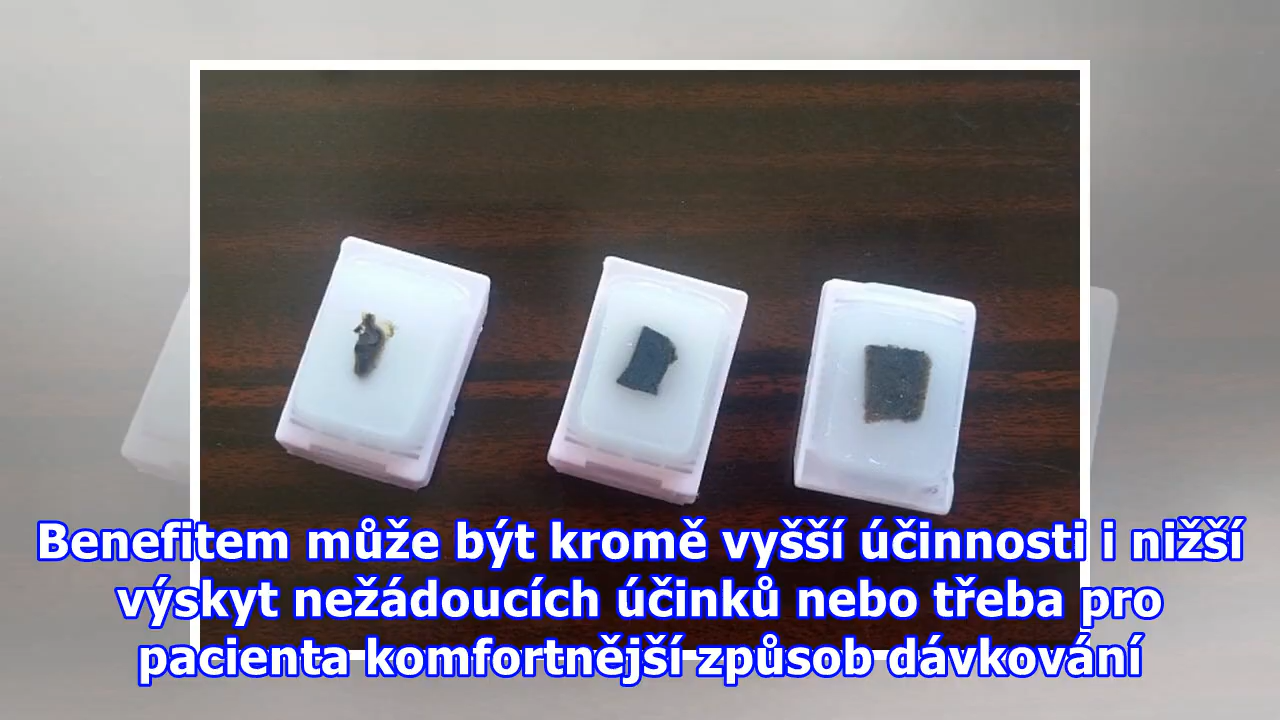 Benefitem může být kromě vyšší účinnosti i nižší
výskyt nežádoucích účinků nebo třeba pro
pacienta komfortnější způsob dávkování